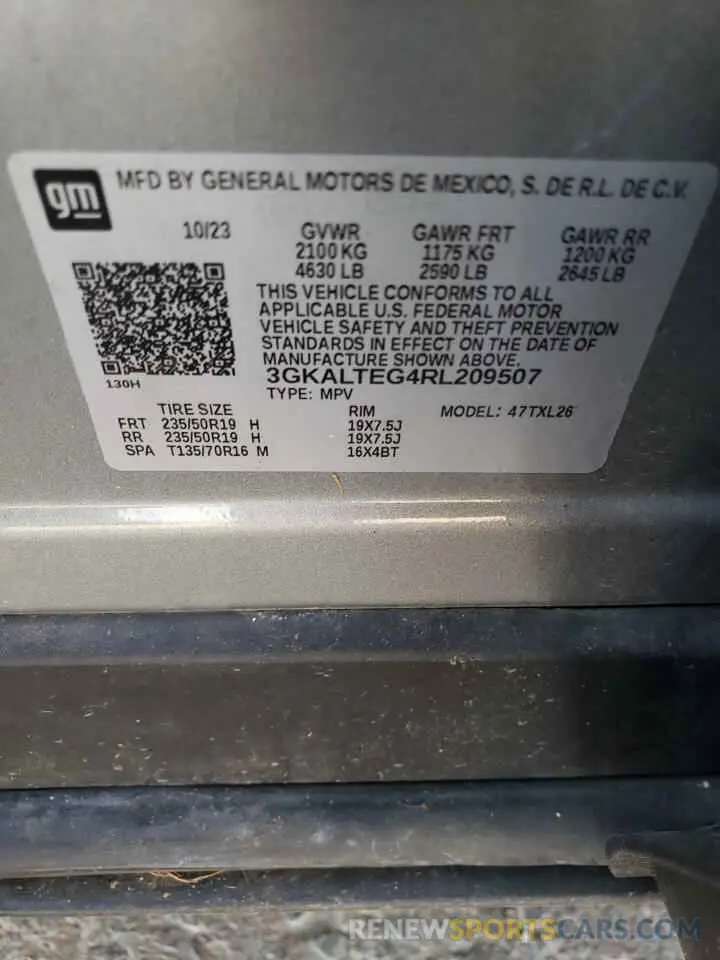 gm MFD BY GENERAL MOTORS DE MEXICO, S. DE R.L. DE C.V.
10/23 GVWR GAWR FRT GAWR RR
2100 KG 1175 KG 1200 KG
4630 LB 2590 LB 2645 LB
THIS VEHICLE CONFORMS TO ALL
APPLICABLE U.S. FEDERAL MOTOR
VEHICLE SAFETY AND THEFT PREVENTION
STANDARDS IN EFFECT ON THE DATE OF
MANUFACTURE SHOWN ABOVE.
130H 3GKALTEG4RL209507
TYPE: MPV
TIRE SIZE RIM MODEL: 47TXL26
FRT 235/50R19 H 19X7.5J
RR 235/50R19 H 19X7.5J
SPA T135/70R16 M 16X4BT
RENEWSPORTSCARS.COM